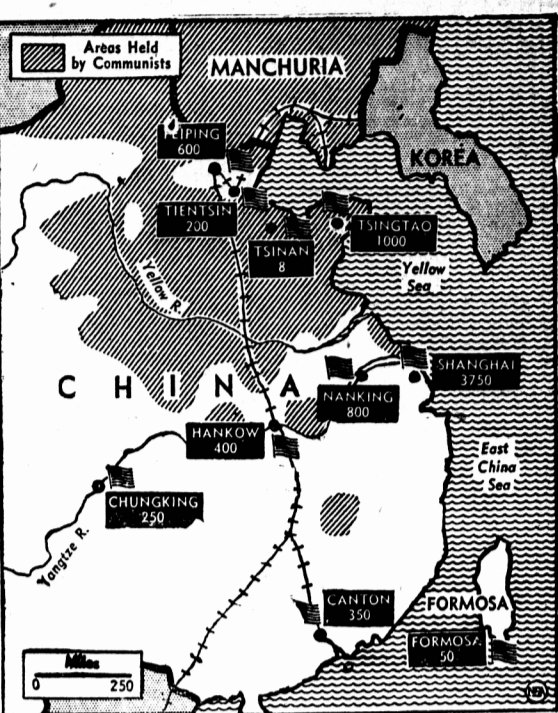 Areas Held
by Communists
MANCHURIA
PEIPING
600
KOREA
TIENTSIN
200
TSINGTAO
1000
TSINAN
8
Yellow
Sea
Yellow R.
SHANGHAI
3750
CHINA
NANKING
800
HANKOW
400
East
China
Sea
CHUNGKING
250
Yangtze R.
CANTON
350
FORMOSA
FORMOSA
50
Miles
0 250
NEA